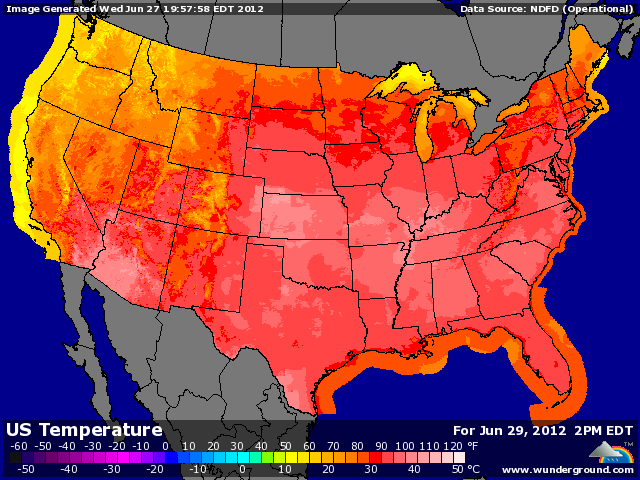 Image Generated Wed Jun 27 19:57:58 EDT 2012 Data Source: NDFD (Operational)
US Temperature For Jun 29, 2012 2PM EDT
-60 -50 -40 -30 -20 -10 0 10 20 30 40 50 60 70 80 90 100 110 120 °F
-50 -40 -30 -20 -10 0 10 20 30 40 50 °C
TM
www.wunderground.com